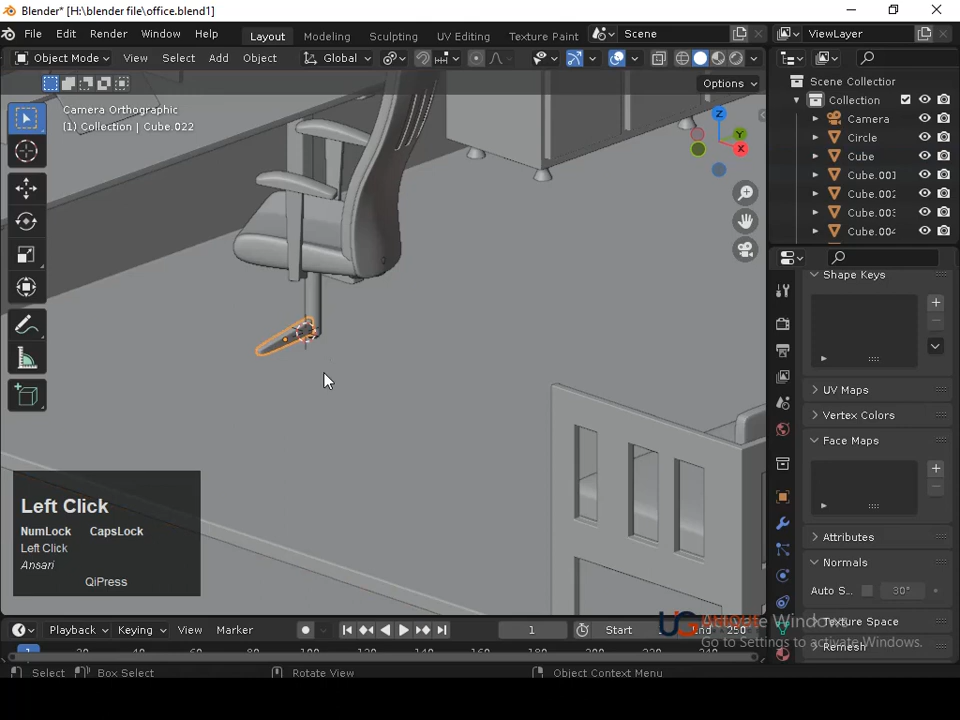 Blender* [H:\blender file\office.blend1]
File Edit Render Window Help Layout Modeling Sculpting UV Editing Texture Paint Scene ViewLayer
Object Mode View Select Add Object Global
Options
Camera Orthographic
(1) Collection | Cube.022
Z
Y
X
Scene Collection
Collection
Camera
Circle
Cube
Cube.001
Cube.002
Cube.003
Cube.004
Shape Keys
UV Maps
Vertex Colors
Face Maps
Attributes
Normals
Auto S... 30°
Texture Space
Remesh
Left Click
NumLock CapsLock
Left Click
Ansari
QiPress
Activate Windows
Go to Settings to activate Windows.
Playback Keying View Marker 1 Start End 250
Select Box Select Rotate View Object Context Menu